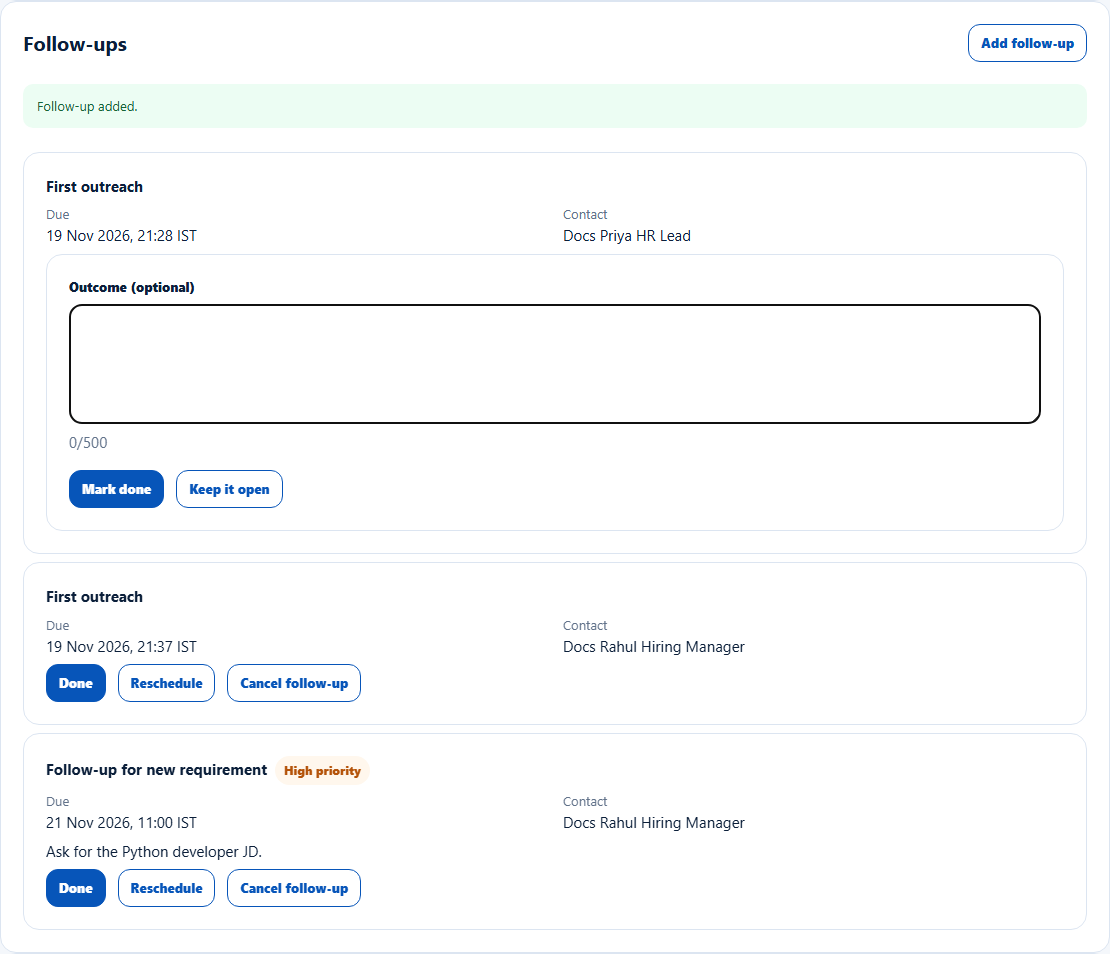 Follow-ups
Add follow-up
Follow-up added.
First outreach
Due
Contact
19 Nov 2026, 21:28 IST
Docs Priya HR Lead
Outcome (optional)
0/500
Mark done
Keep it open
First outreach
Due
Contact
19 Nov 2026, 21:37 IST
Docs Rahul Hiring Manager
Done
Reschedule
Cancel follow-up
Follow-up for new requirement
High priority
Due
Contact
21 Nov 2026, 11:00 IST
Docs Rahul Hiring Manager
Ask for the Python developer JD.
Done
Reschedule
Cancel follow-up